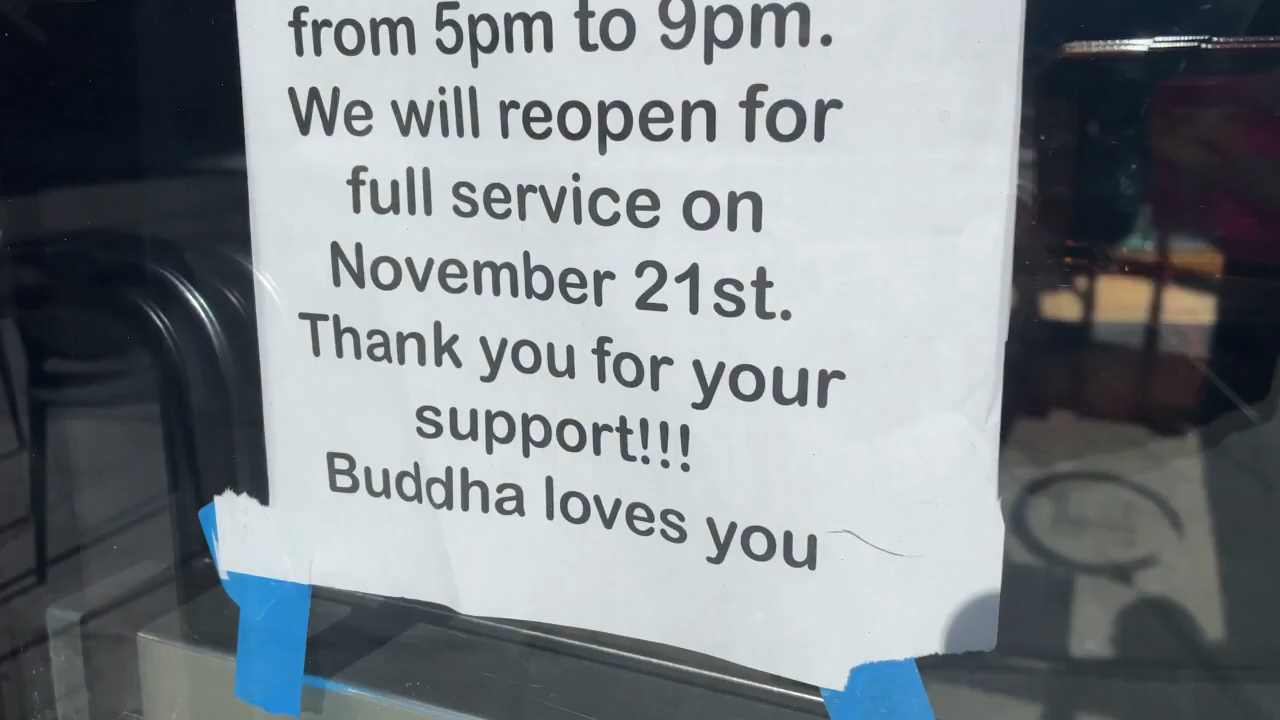 from 5pm to 9pm.
We will reopen for
full service on
November 21st.
Thank you for your
support!!!
Buddha loves you